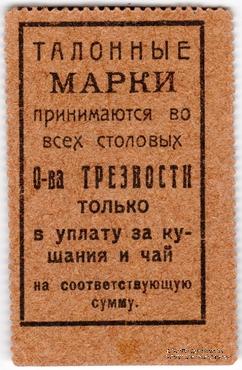 ТАЛОННЫЕ
МАРКИ
ПРИНИМАЮТСЯ ВО
ВСЕХ СТОЛОВЫХ
О-ва ТРЕЗВОСТИ
ТОЛЬКО
в уплату за ку-
шания и чай
на соответствующую
сумму.